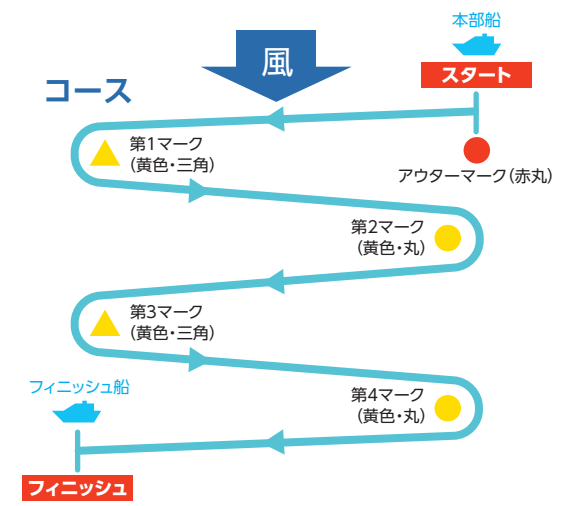 本部船
風
スタート
コース
第1マーク
（黄色・三角）
アウターマーク（赤丸）
第2マーク
（黄色・丸）
第3マーク
（黄色・三角）
フィニッシュ船
第4マーク
（黄色・丸）
フィニッシュ